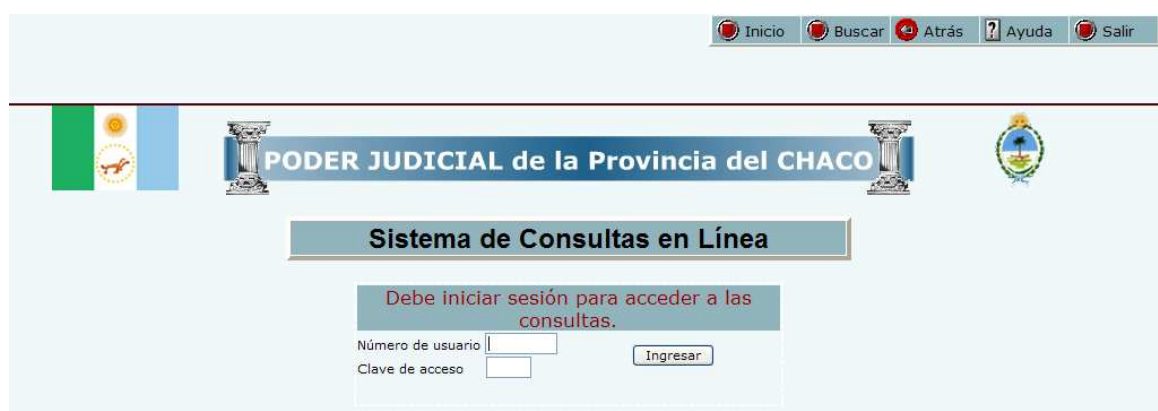 Inicio Buscar Atrás ? Ayuda Salir
PODER JUDICIAL de la Provincia del CHACO
Sistema de Consultas en Línea
Debe iniciar sesión para acceder a las
consultas.
Número de usuario
Ingresar
Clave de acceso